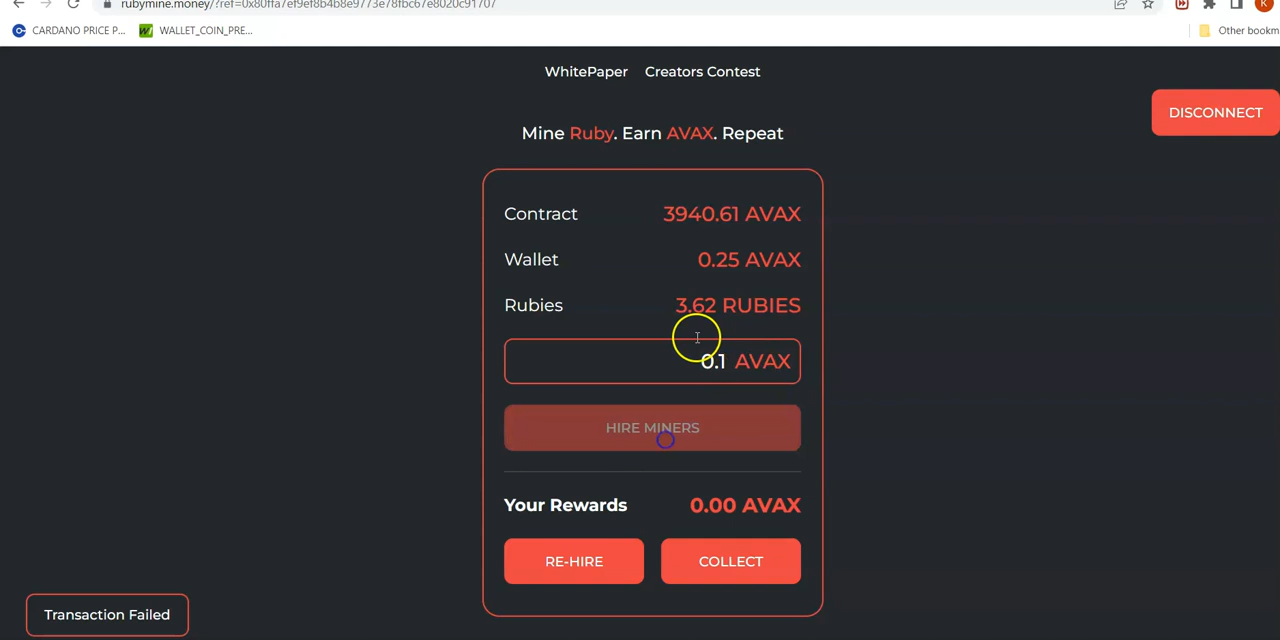 rubymine.money/?ref=0x80ffa7ef9ef8b4b8e9773e78fbc67e8020c91707
K
CARDANO PRICE P...
WALLET_COIN_PRE...
Other bookm
WhitePaper Creators Contest
DISCONNECT
Mine Ruby. Earn AVAX. Repeat
Contract 3940.61 AVAX
Wallet 0.25 AVAX
Rubies 3.62 RUBIES
0.1 AVAX
HIRE MINERS
Your Rewards 0.00 AVAX
RE-HIRE COLLECT
Transaction Failed